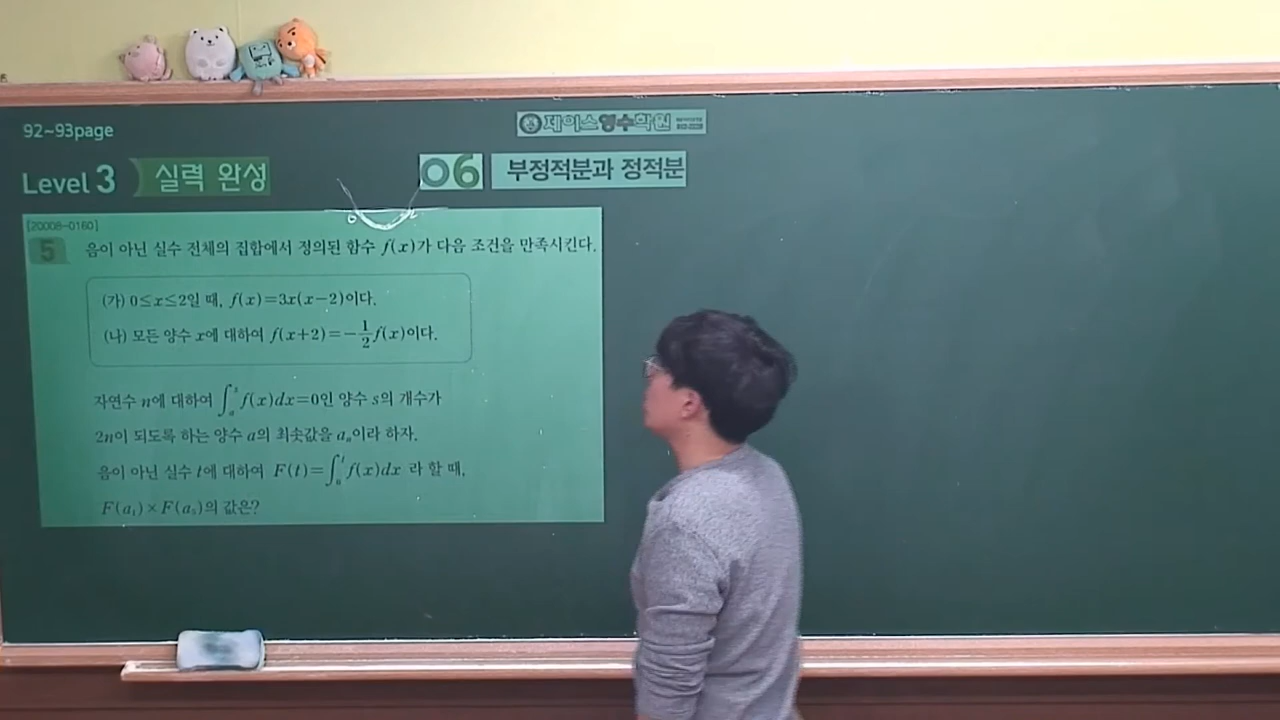 92~93page
제이스영수학원
Level 3 실력 완성
06 부정적분과 정적분
0 2
[20008-0160]
5 음이 아닌 실수 전체의 집합에서 정의된 함수 f(x)가 다음 조건을 만족시킨다.
(가) 0≤x≤2일 때, f(x)=3x(x-2)이다.
(나) 모든 양수 x에 대하여 f(x+2)=-1/2f(x)이다.
자연수 n에 대하여 ∫ₐˢ f(x)dx=0인 양수 s의 개수가
2n이 되도록 하는 양수 a의 최솟값을 aₙ이라 하자.
음이 아닌 실수 t에 대하여 F(t)=∫₀ᵗ f(x)dx 라 할 때,
F(a₁)×F(a₅)의 값은?